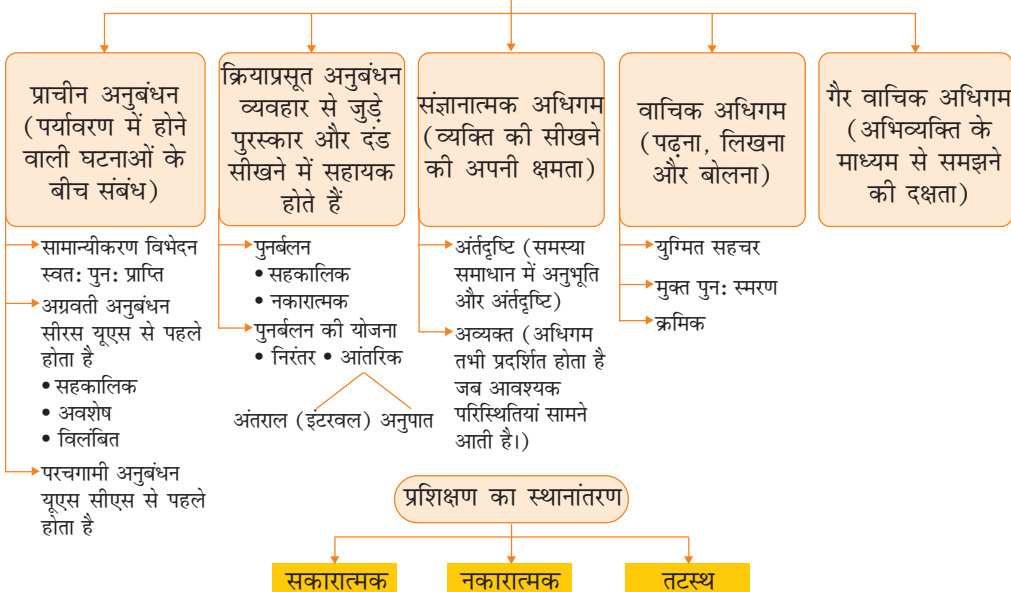 प्राचीन अनुबंधन
(पर्यावरण में होने
वाली घटनाओं के
बीच संबंध)
सामान्यीकरण विभेदन
स्वत: पुन: प्राप्ति
अग्रवती अनुबंधन
सीरस यूएस से पहले
होता है
• सहकालिक
• अवशेष
• विलंबित
परचगामी अनुबंधन
यूएस सीएस से पहले
होता है
क्रियाप्रसूत अनुबंधन
व्यवहार से जुड़े
पुरस्कार और दंड
सीखने में सहायक
होते हैं
पुनर्बलन
• सहकालिक
• नकारात्मक
पुनर्बलन की योजना
• निरंतर • आंतरिक
अंतराल (इंटरवल) अनुपात
संज्ञानात्मक अधिगम
(व्यक्ति की सीखने
की अपनी क्षमता)
अंर्तदृष्टि (समस्या
समाधान में अनुभूति
और अंर्तदृष्टि)
अव्यक्त (अधिगम
तभी प्रदर्शित होता है
जब आवश्यक
परिस्थितियां सामने
आती है।)
वाचिक अधिगम
(पढ़ना, लिखना
और बोलना)
युग्मित सहचर
मुक्त पुन: स्मरण
क्रमिक
गैर वाचिक अधिगम
(अभिव्यक्ति के
माध्यम से समझने
की दक्षता)
प्रशिक्षण का स्थानांतरण
सकारात्मक
नकारात्मक
तटस्थ